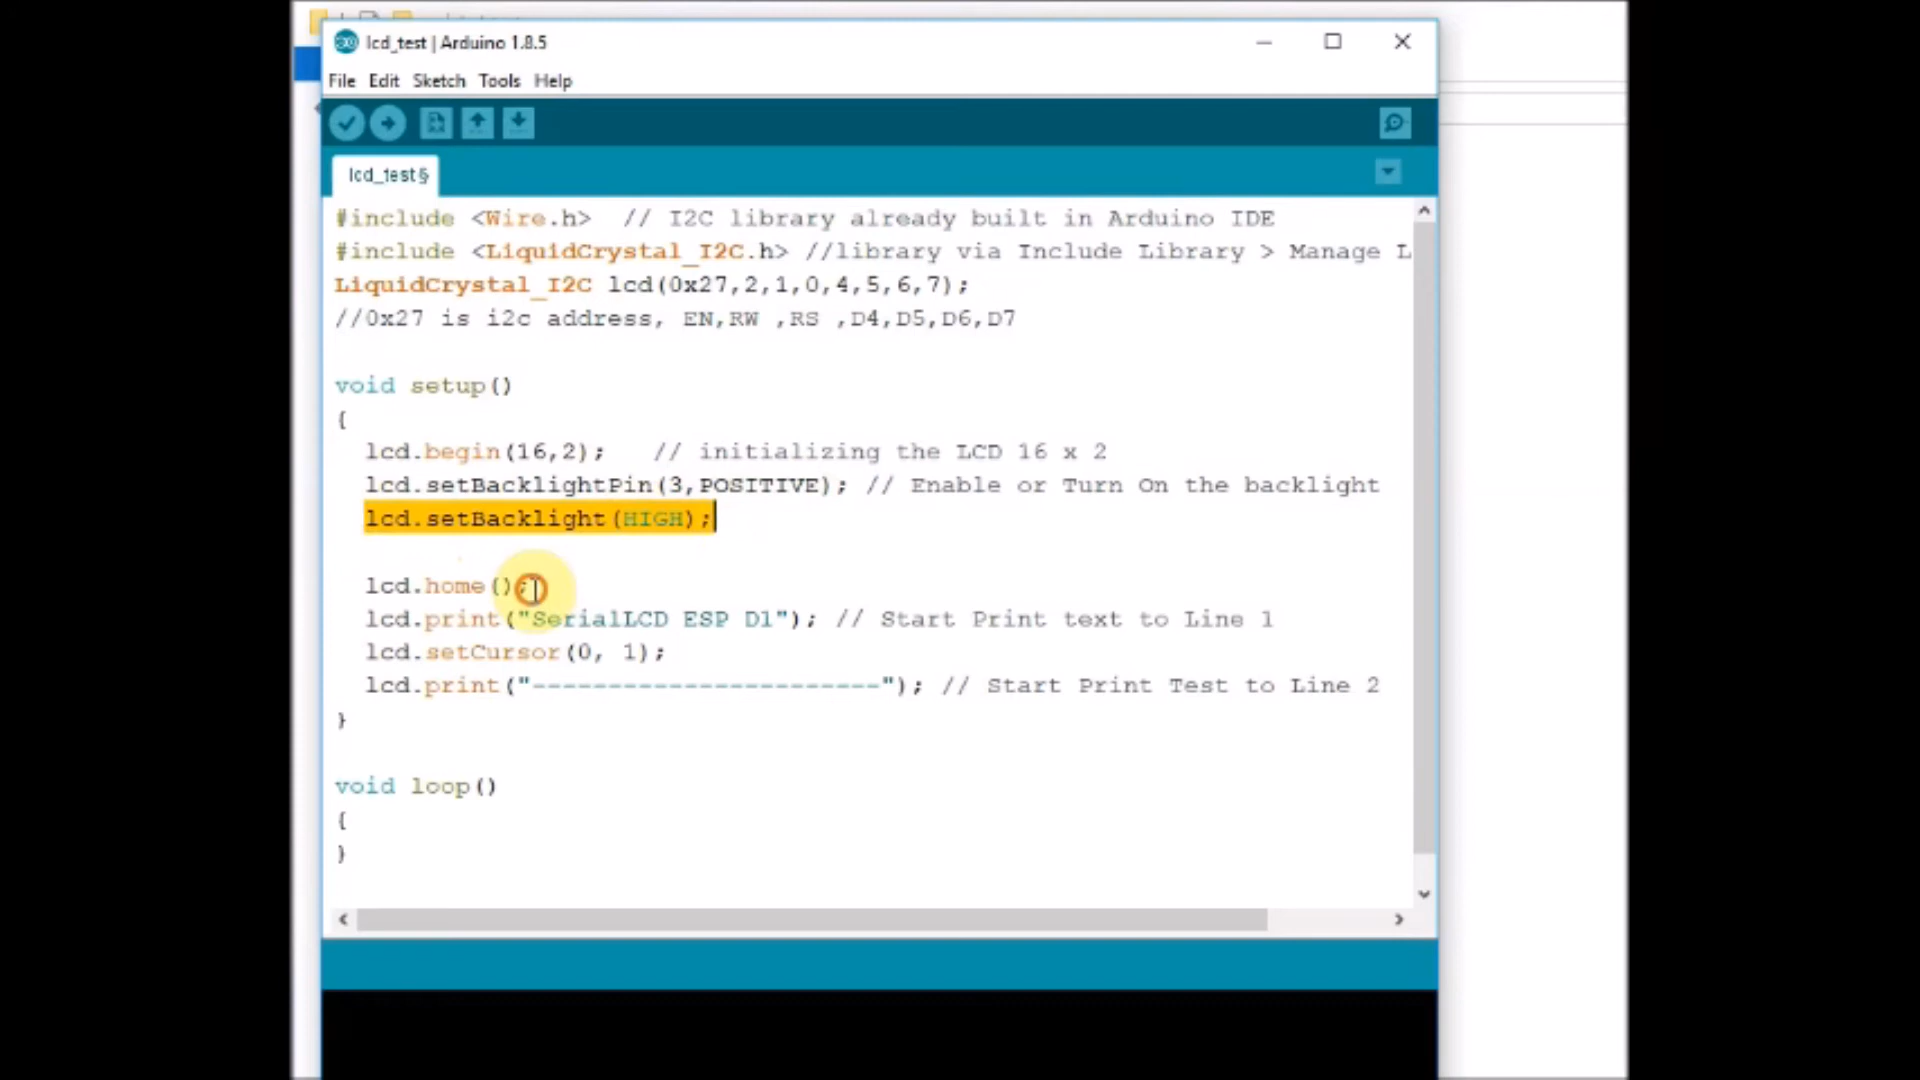 lcd_test | Arduino 1.8.5
File Edit Sketch Tools Help
lcd_test§
#include <Wire.h> // I2C library already built in Arduino IDE
#include <LiquidCrystal_I2C.h> //library via Include Library > Manage L
LiquidCrystal_I2C lcd(0x27,2,1,0,4,5,6,7);
//0x27 is i2c address, EN,RW ,RS ,D4,D5,D6,D7
void setup()
{
lcd.begin(16,2); // initializing the LCD 16 x 2
lcd.setBacklightPin(3,POSITIVE); // Enable or Turn On the backlight
lcd.setBacklight(HIGH);
lcd.home();
lcd.print("SerialLCD ESP D1"); // Start Print text to Line 1
lcd.setCursor(0, 1);
lcd.print("-----------------------"); // Start Print Test to Line 2
}
void loop()
{
}